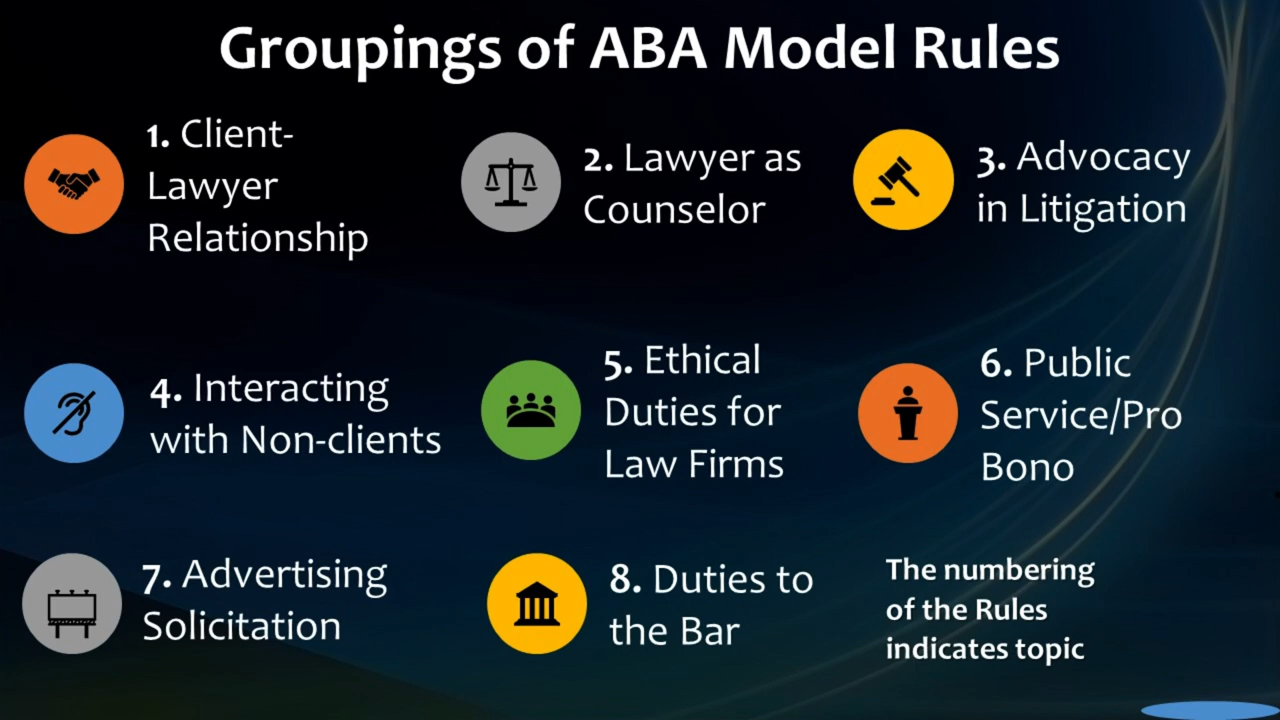 Groupings of ABA Model Rules
1. Client-
Lawyer
Relationship
2. Lawyer as
Counselor
3. Advocacy
in Litigation
4. Interacting
with Non-clients
5. Ethical
Duties for
Law Firms
6. Public
Service/Pro
Bono
7. Advertising
Solicitation
8. Duties to
the Bar
The numbering
of the Rules
indicates topic